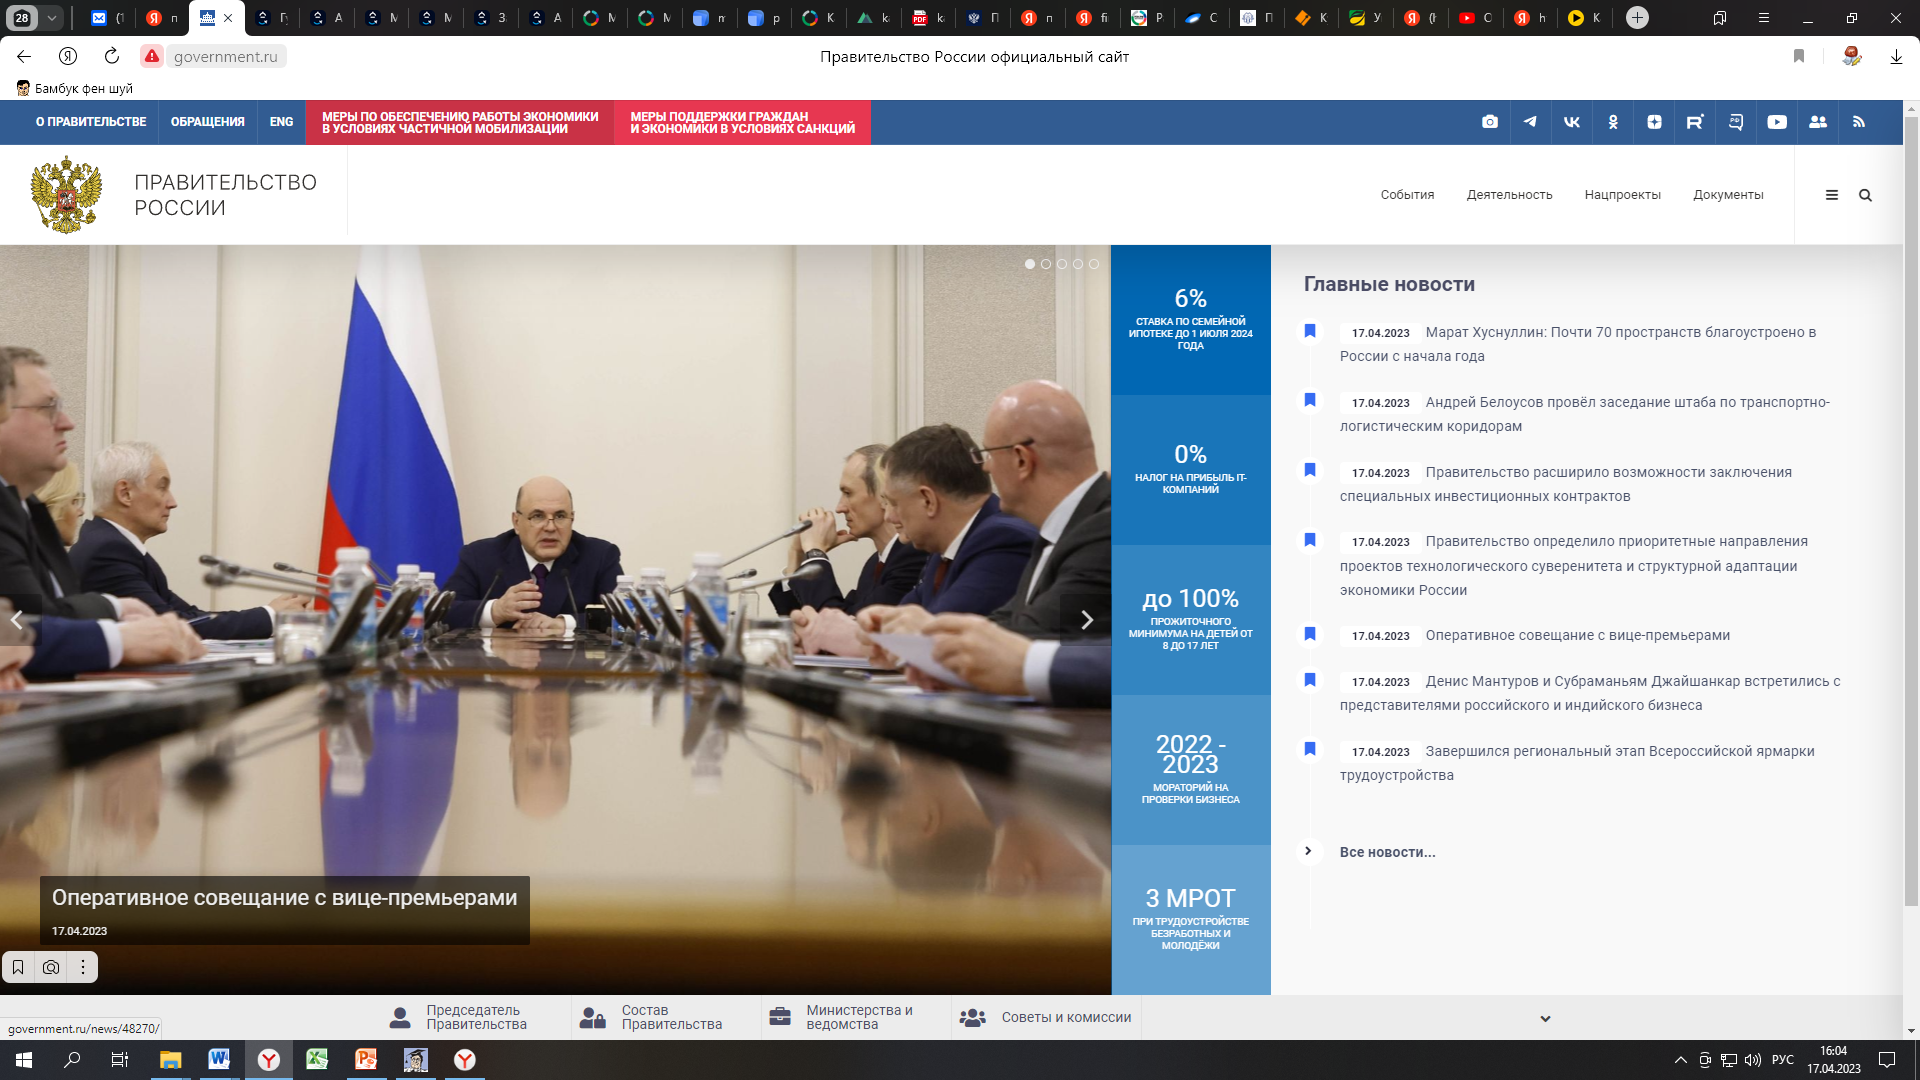 28
government.ru
Правительство России официальный сайт
Бамбук фен шуй
О ПРАВИТЕЛЬСТВЕ
ОБРАЩЕНИЯ
ENG
МЕРЫ ПО ОБЕСПЕЧЕНИЮ РАБОТЫ ЭКОНОМИКИ
В УСЛОВИЯХ ЧАСТИЧНОЙ МОБИЛИЗАЦИИ
МЕРЫ ПОДДЕРЖКИ ГРАЖДАН
И ЭКОНОМИКИ В УСЛОВИЯХ САНКЦИЙ
ПРАВИТЕЛЬСТВО
РОССИИ
События
Деятельность
Нацпроекты
Документы
6%
СТАВКА ПО СЕМЕЙНОЙ
ИПОТЕКЕ ДО 1 ИЮЛЯ 2024
ГОДА
0%
НАЛОГ НА ПРИБЫЛЬ IT-
КОМПАНИЙ
до 100%
ПРОЖИТОЧНОГО
МИНИМУМА НА ДЕТЕЙ ОТ
8 ДО 17 ЛЕТ
2022 -
2023
МОРАТОРИЙ НА
ПРОВЕРКИ БИЗНЕСА
3 МРОТ
ПРИ ТРУДОУСТРОЙСТВЕ
БЕЗРАБОТНЫХ И
МОЛОДЁЖИ
Главные новости
17.04.2023 Марат Хуснуллин: Почти 70 пространств благоустроено в
России с начала года
17.04.2023 Андрей Белоусов провёл заседание штаба по транспортно-
логистическим коридорам
17.04.2023 Правительство расширило возможности заключения
специальных инвестиционных контрактов
17.04.2023 Правительство определило приоритетные направления
проектов технологического суверенитета и структурной адаптации
экономики России
17.04.2023 Оперативное совещание с вице-премьерами
17.04.2023 Денис Мантуров и Субраманьям Джайшанкар встретились с
представителями российского и индийского бизнеса
17.04.2023 Завершился региональный этап Всероссийской ярмарки
трудоустройства
Все новости...
Оперативное совещание с вице-премьерами
17.04.2023
Председатель
Правительства
Состав
Правительства
Министерства и
ведомства
Советы и комиссии
government.ru/news/48270/
РУС
16:04
17.04.2023